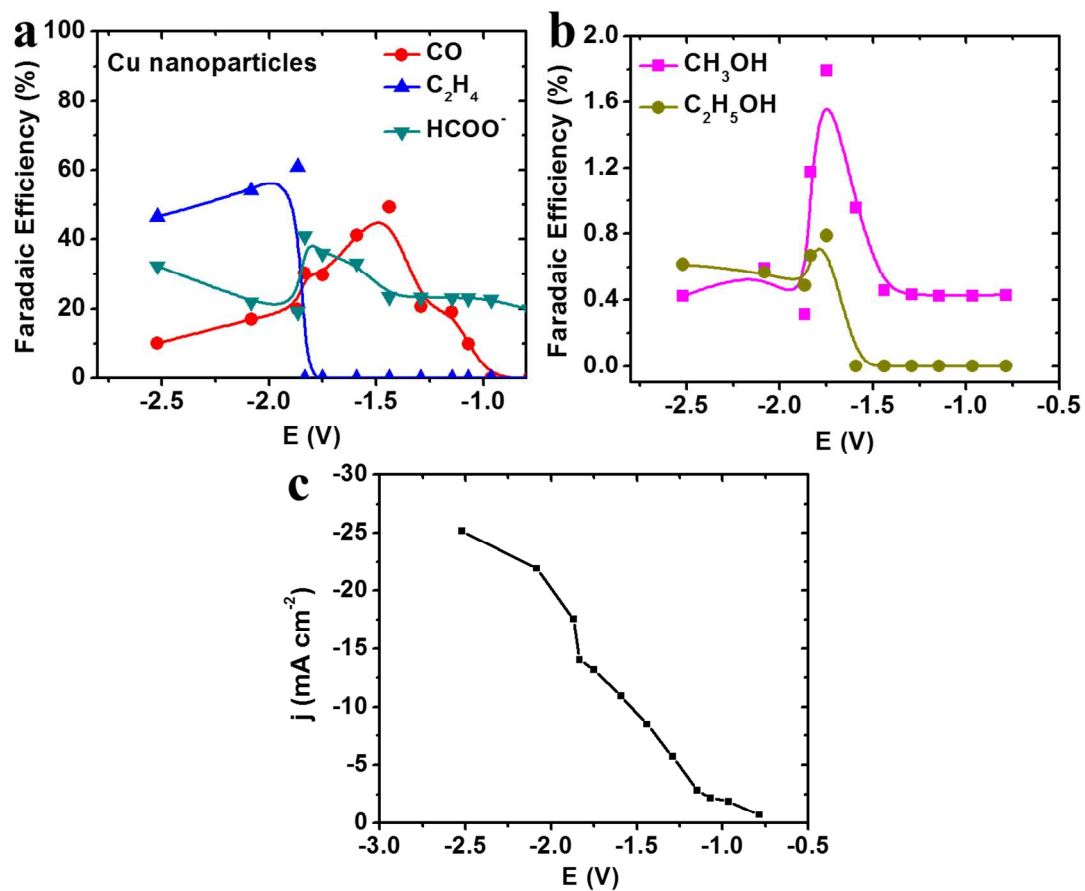 a
Cu nanoparticles
CO
C₂H₄
HCOO⁻
Faradaic Efficiency (%)
100
80
60
40
20
0
-2.5 -2.0 -1.5 -1.0
E (V)
b
CH₃OH
C₂H₅OH
Faradaic Efficiency (%)
2.0
1.6
1.2
0.8
0.4
0.0
-2.5 -2.0 -1.5 -1.0 -0.5
E (V)
c
j (mA cm⁻²)
-30
-25
-20
-15
-10
-5
0
-3.0 -2.5 -2.0 -1.5 -1.0 -0.5
E (V)